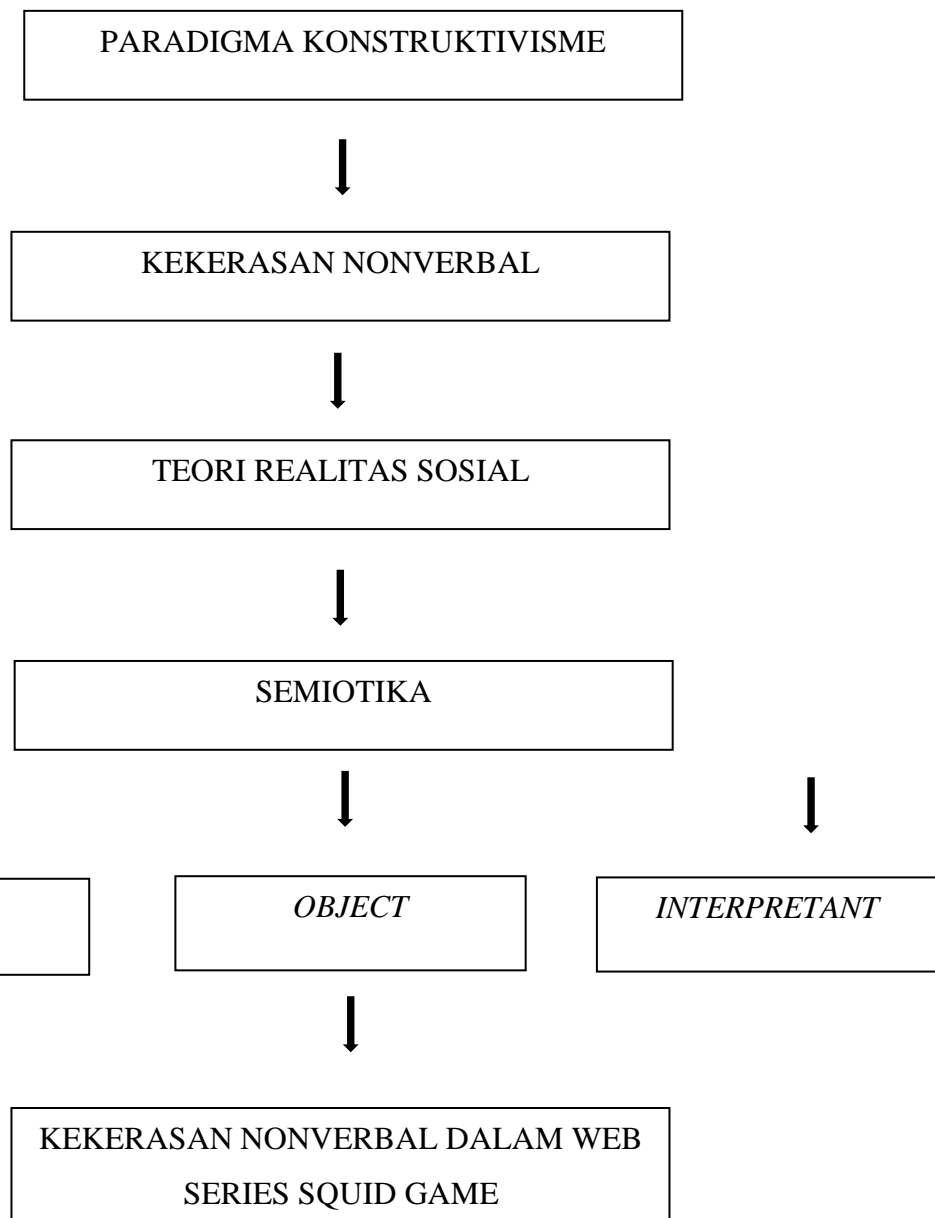 PARADIGMA KONSTRUKTIVISME
KEKERASAN NONVERBAL
TEORI REALITAS SOSIAL
SEMIOTIKA
OBJECT
INTERPRETANT
KEKERASAN NONVERBAL DALAM WEB
SERIES SQUID GAME